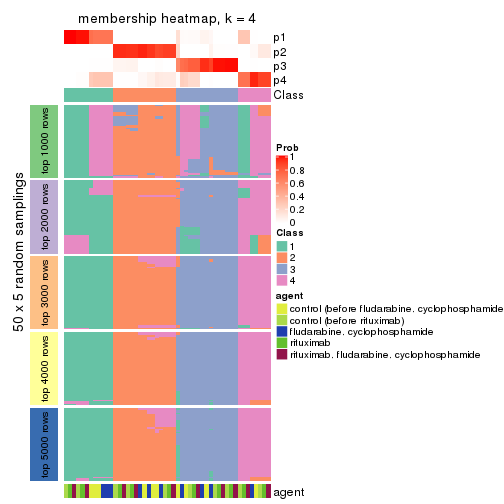 membership heatmap, k = 4
p1
p2
p3
p4
Class
50 x 5 random samplings
top 1000 rows
top 2000 rows
top 3000 rows
top 4000 rows
top 5000 rows
Prob
1
0.8
0.6
0.4
0.2
0
Class
1
2
3
4
agent
control (before fludarabine. cyclophosphamide
control (before rituximab)
fludarabine. cyclophosphamide
rituximab
rituximab. fludarabine. cyclophosphamide
agent